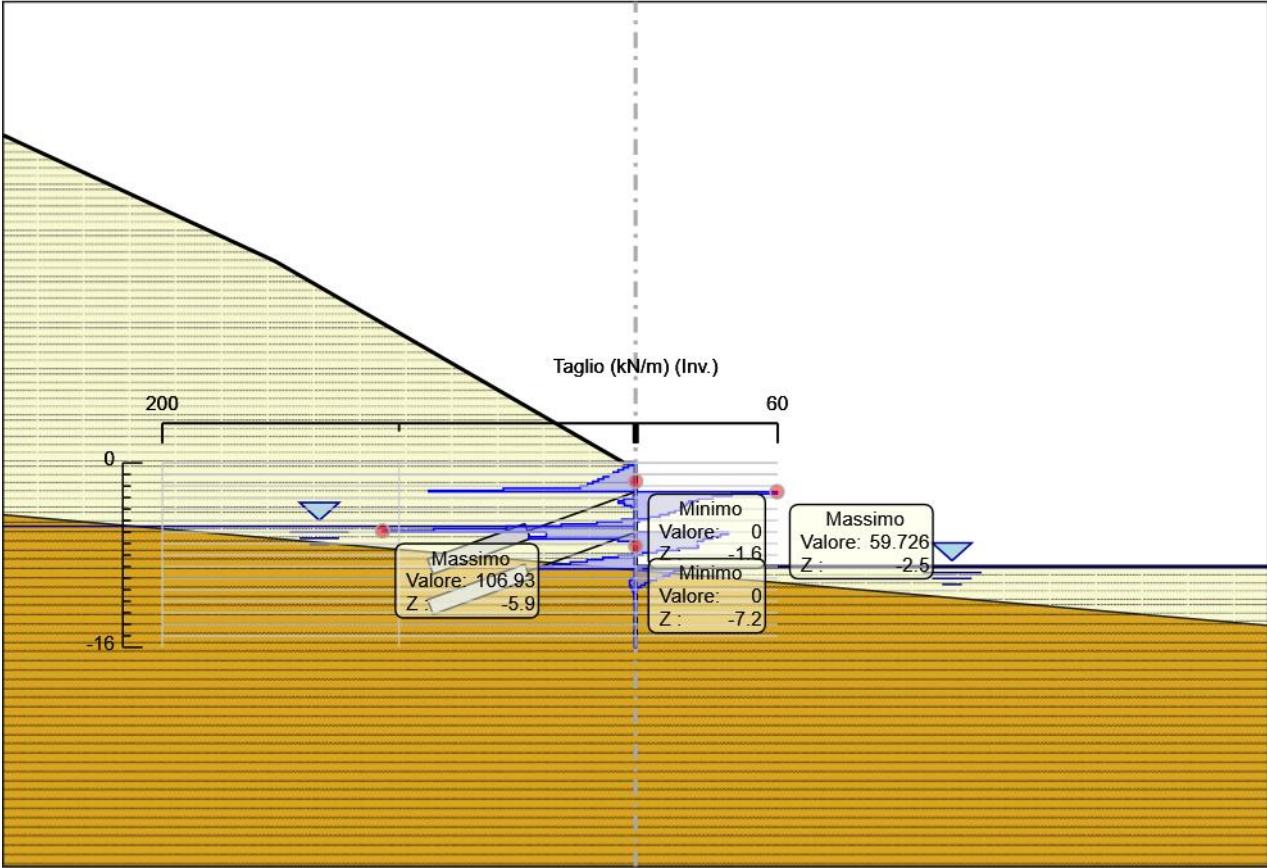 Taglio (kN/m) (Inv.)
200
60
0
-16
Minimo
Valore: 0
Z -1.6
Minimo
Valore: 0
Z : -7.2
Massimo
Valore: 59.726
Z : -2.5
Massimo
Valore: 106.93
Z : -5.9